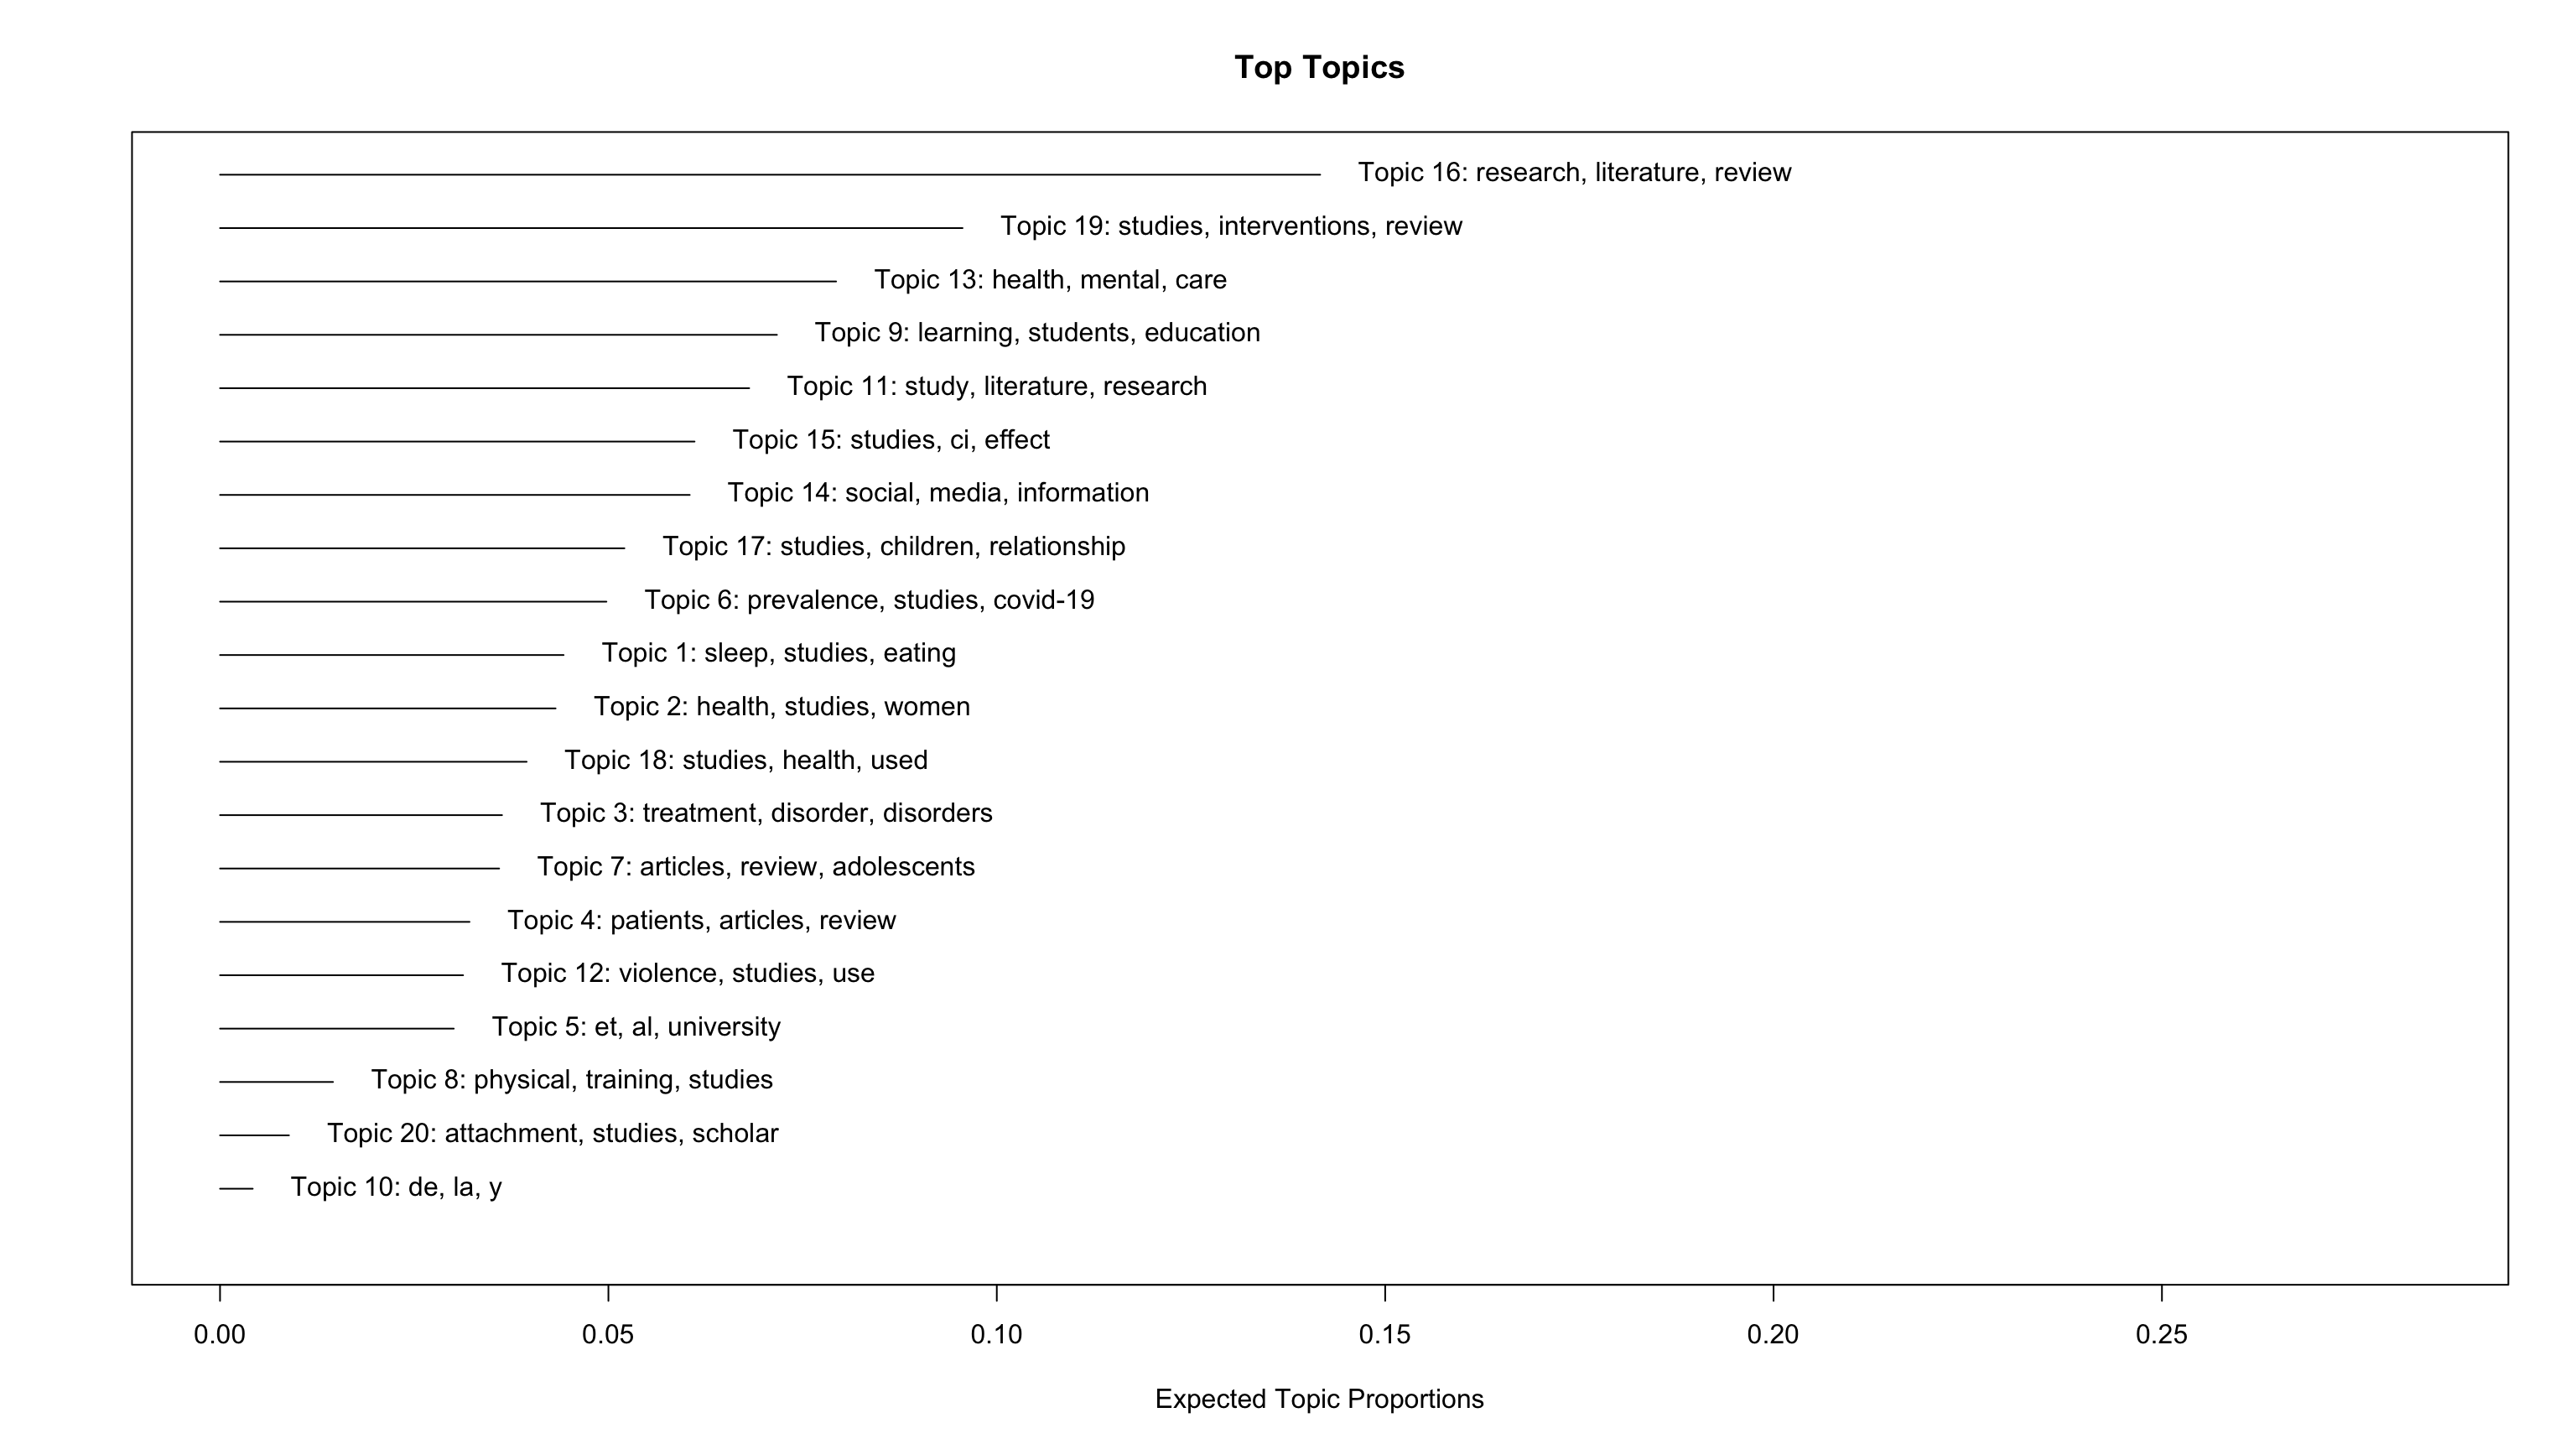 Top Topics
Topic 16: research, literature, review
Topic 19: studies, interventions, review
Topic 13: health, mental, care
Topic 9: learning, students, education
Topic 11: study, literature, research
Topic 15: studies, ci, effect
Topic 14: social, media, information
Topic 17: studies, children, relationship
Topic 6: prevalence, studies, covid-19
Topic 1: sleep, studies, eating
Topic 2: health, studies, women
Topic 18: studies, health, used
Topic 3: treatment, disorder, disorders
Topic 7: articles, review, adolescents
Topic 4: patients, articles, review
Topic 12: violence, studies, use
Topic 5: et, al, university
Topic 8: physical, training, studies
Topic 20: attachment, studies, scholar
Topic 10: de, la, y
0.00 0.05 0.10 0.15 0.20 0.25
Expected Topic Proportions